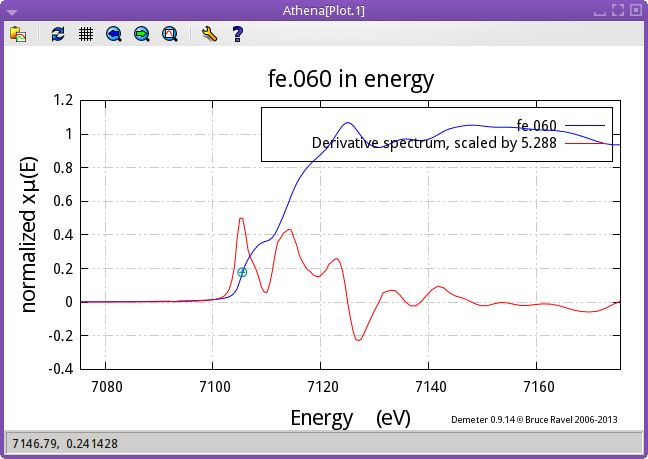 Athena[Plot.1]
fe.060 in energy
1.2
1
0.8
0.6
0.4
0.2
0
-0.2
-0.4
normalized xμ(E)
fe.060
Derivative spectrum, scaled by 5.288
7080 7100 7120 7140 7160
Energy (eV)
Demeter 0.9.14 © Bruce Ravel 2006-2013
7146.79, 0.241428